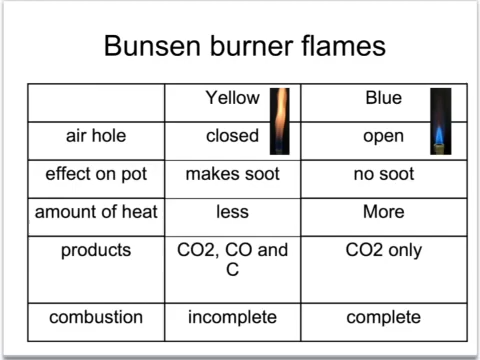 Bunsen burner flames
Yellow Blue
air hole closed open
effect on pot makes soot no soot
amount of heat less More
products CO2, CO and CO2 only
C
combustion incomplete complete